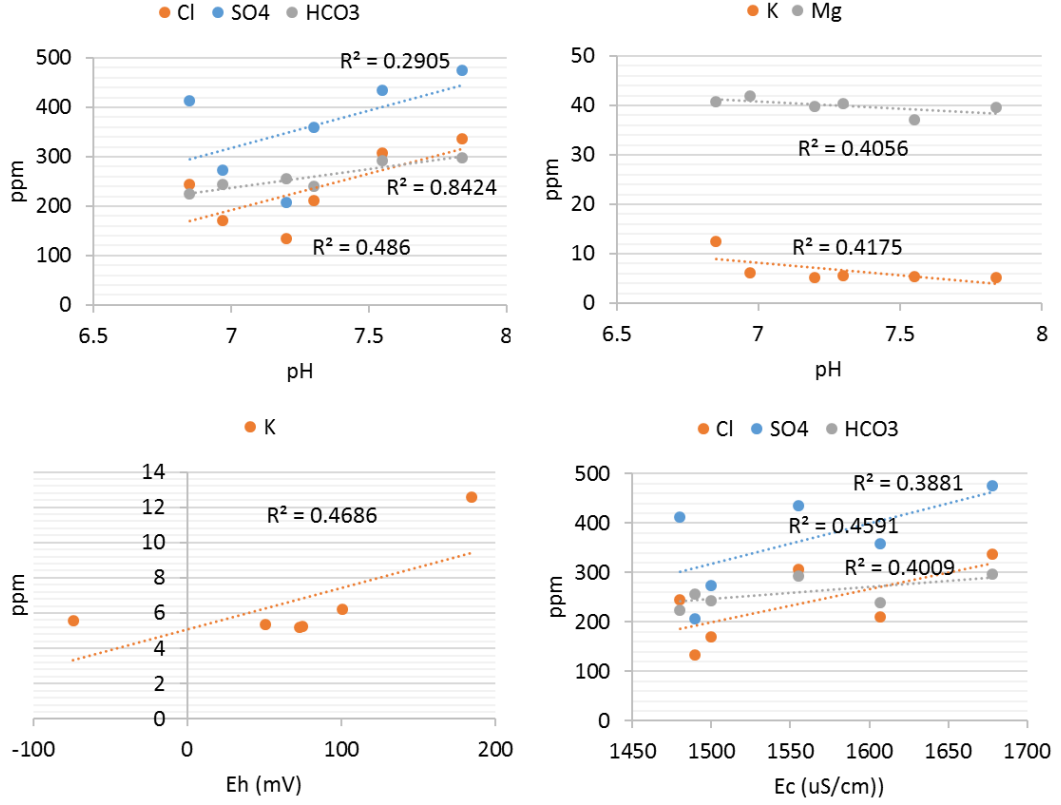 Cl SO4 HCO3
500
400
300
200
100
0
ppm
R² = 0.2905
R² = 0.8424
R² = 0.486
6.5 7 7.5 8
pH
K Mg
50
40
30
20
10
0
ppm
R² = 0.4056
R² = 0.4175
6.5 7 7.5 8
pH
K
14
12
10
8
6
4
2
0
ppm
R² = 0.4686
-100 0 100 200
Eh (mV)
Cl SO4 HCO3
500
400
300
200
100
0
ppm
R² = 0.3881
R² = 0.4591
R² = 0.4009
1450 1500 1550 1600 1650 1700
Ec (uS/cm))